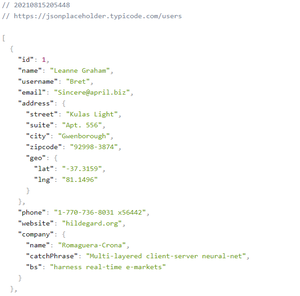 // 20210815205448
// https://jsonplaceholder.typicode.com/users
[
  {
    "id": 1,
    "name": "Leanne Graham",
    "username": "Bret",
    "email": "Sincere@april.biz",
    "address": {
      "street": "Kulas Light",
      "suite": "Apt. 556",
      "city": "Gwenborough",
      "zipcode": "92998-3874",
      "geo": {
        "lat": "-37.3159",
        "lng": "81.1496"
      }
    },
    "phone": "1-770-736-8031 x56442",
    "website": "hildegard.org",
    "company": {
      "name": "Romaguera-Crona",
      "catchPhrase": "Multi-layered client-server neural-net",
      "bs": "harness real-time e-markets"
    }
  },